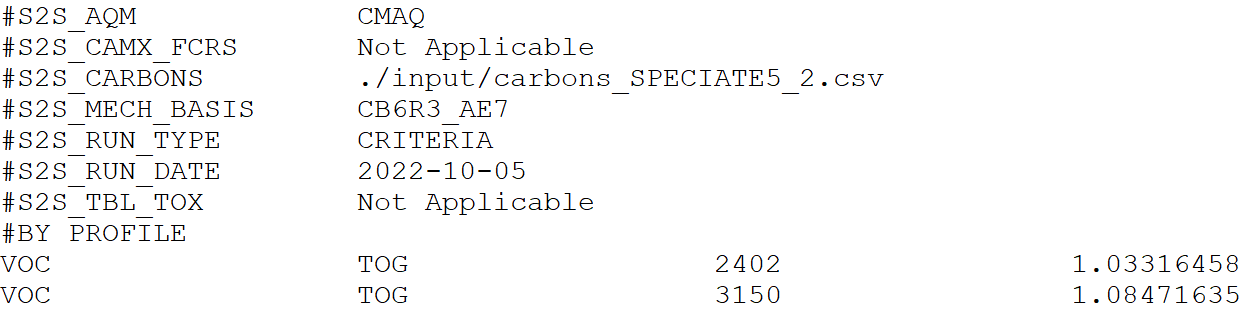 #S2S_AQM CMAQ
#S2S_CAMX_FCRS Not Applicable
#S2S_CARBONS ./input/carbons_SPECIATE5_2.csv
#S2S_MECH_BASIS CB6R3_AE7
#S2S_RUN_TYPE CRITERIA
#S2S_RUN_DATE 2022-10-05
#S2S_TBL_TOX Not Applicable
#BY PROFILE
VOC TOG 2402 1.03316458
VOC TOG 3150 1.08471635